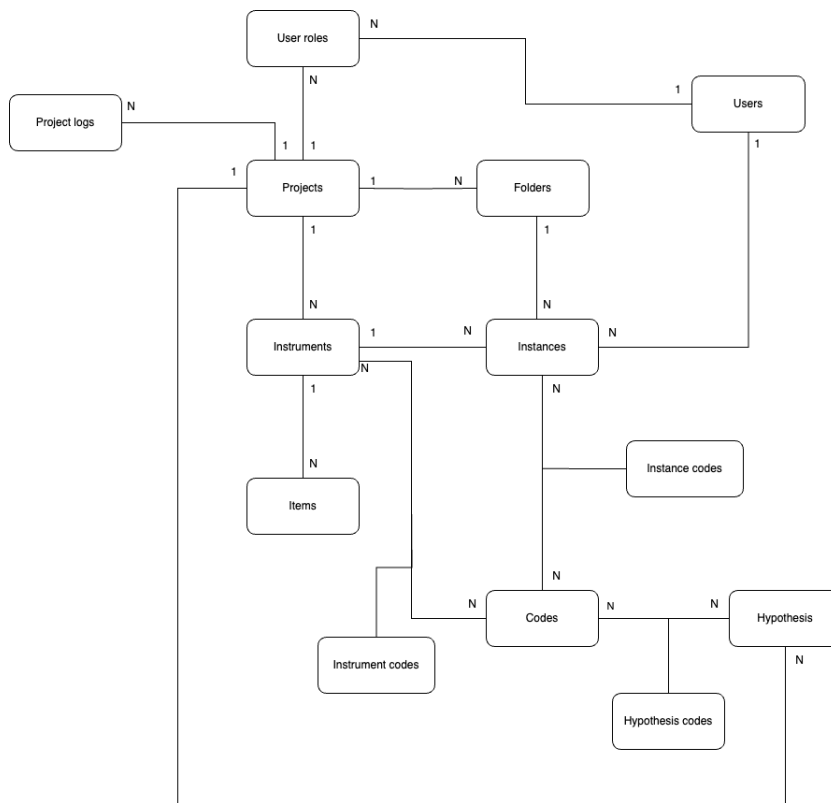 User roles
N
N
1
Users
N
Project logs
1
1
1
1
Projects
1
N
Folders
1
1
N
N
Instruments
1
N
Instances
N
N
1
N
Instance codes
N
Items
N
N
Codes
N
N
Hypothesis
N
Instrument codes
Hypothesis codes